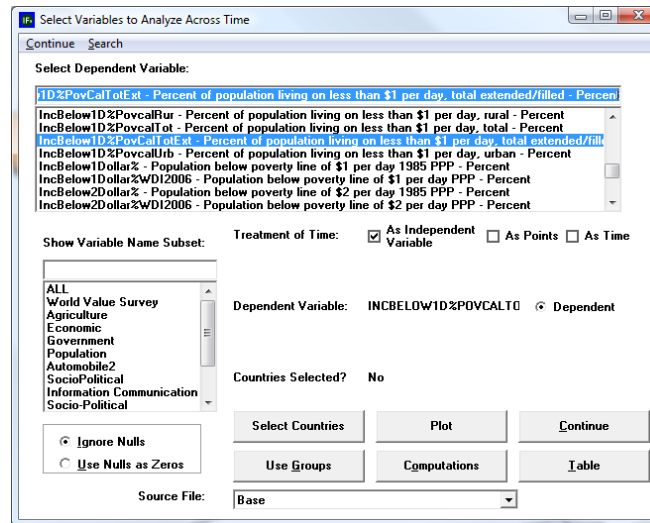 IFs Select Variables to Analyze Across Time
Continue Search
Select Dependent Variable:
1D%PovCalTotExt - Percent of population living on less than $1 per day, total extended/filled - Percent
IncBelow1D%PovcalRur - Percent of population living on less than $1 per day, rural - Percent
IncBelow1D%PovcalTot - Percent of population living on less than $1 per day, total - Percent
IncBelow1D%PovCalTotExt - Percent of population living on less than $1 per day, total extended/fille
IncBelow1D%PovcalUrb - Percent of population living on less than $1 per day, urban - Percent
IncBelow1Dollar% - Population below poverty line of $1 per day 1985 PPP - Percent
IncBelow1Dollar%WDI2006 - Population below poverty line of $1 per day PPP - Percent
IncBelow2Dollar% - Population below poverty line of $2 per day 1985 PPP - Percent
IncBelow2Dollar%WDI2006 - Population below poverty line of $2 per day PPP - Percent
Show Variable Name Subset:
ALL
World Value Survey
Agriculture
Economic
Government
Population
Automobile2
SocioPolitical
Information Communication
Socio-Political
Treatment of Time:
As Independent Variable
As Points
As Time
Dependent Variable: INCBELOW1D%POVCALTO Dependent
Countries Selected? No
Ignore Nulls
Use Nulls as Zeros
Select Countries Plot Continue
Use Groups Computations Table
Source File: Base